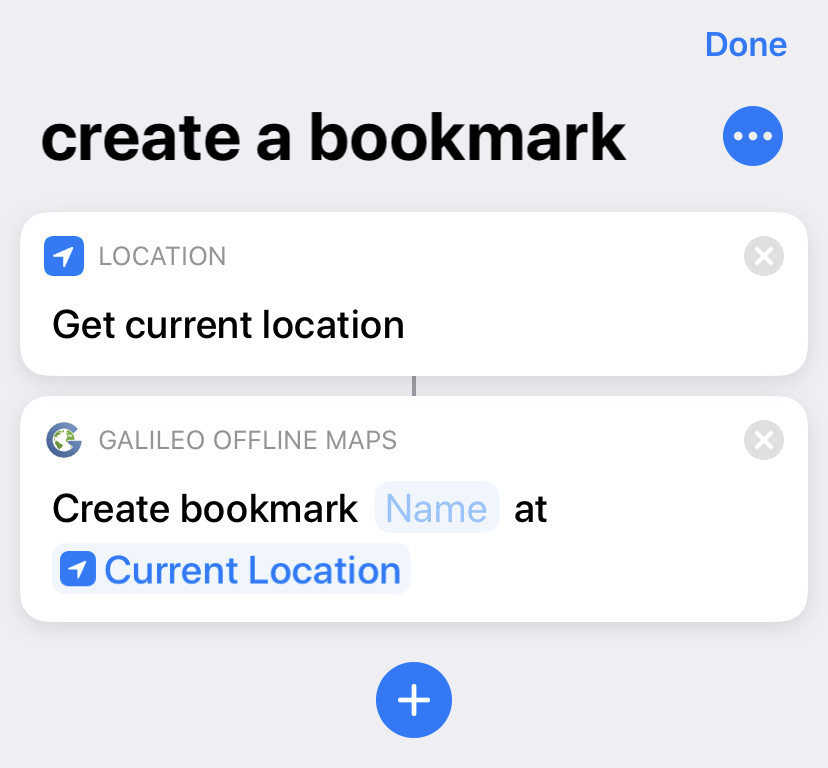 Done
create a bookmark
LOCATION
Get current location
GALILEO OFFLINE MAPS
Create bookmark Name at
Current Location